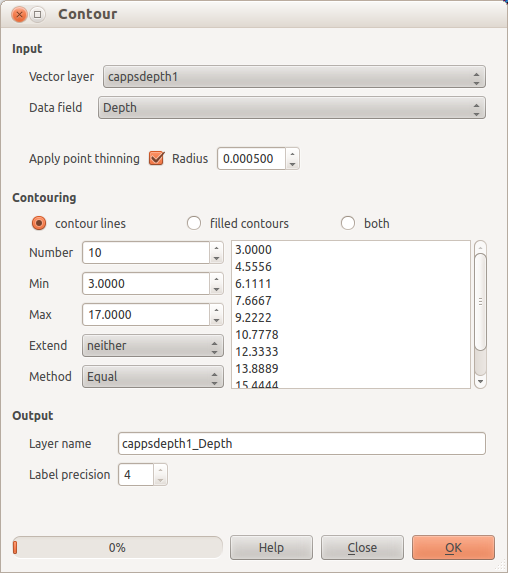 Contour
Input
Vector layer cappsdepth1
Data field Depth
Apply point thinning Radius 0.000500
Contouring
contour lines filled contours both
Number 10
Min 3.0000
Max 17.0000
Extend neither
Method Equal
3.0000
4.5556
6.1111
7.6667
9.2222
10.7778
12.3333
13.8889
15.4444
Output
Layer name cappsdepth1_Depth
Label precision 4
0% Help Close OK